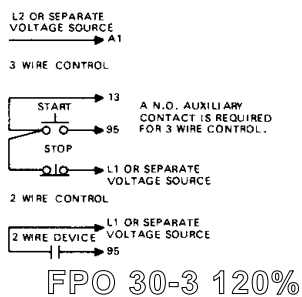 L2 OR SEPARATE
VOLTAGE SOURCE
A1
3 WIRE CONTROL
13
START
A N.O. AUXILIARY
CONTACT IS REQUIRED
FOR 3 WIRE CONTROL.
95
STOP
L1 OR SEPARATE
VOLTAGE SOURCE
2 WIRE CONTROL
L1 OR SEPARATE
VOLTAGE SOURCE
2 WIRE DEVICE
95
FPO 30-3 120%